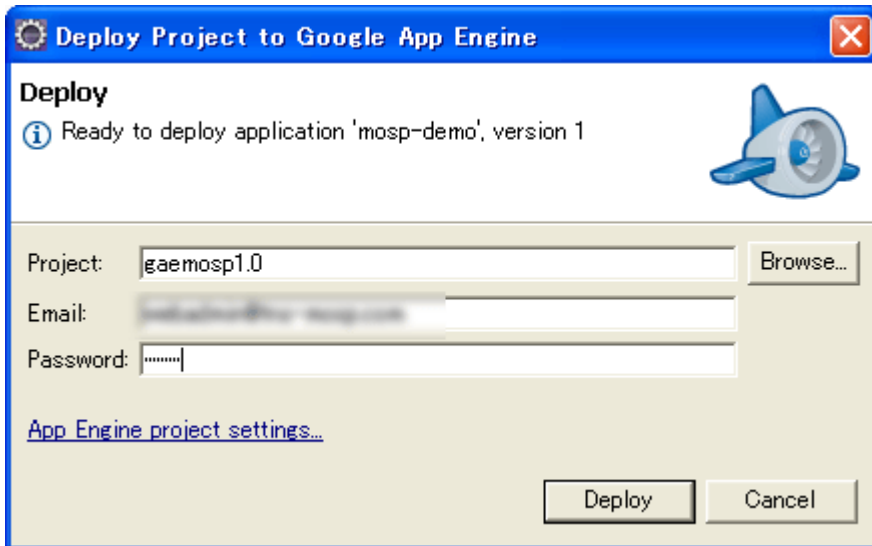 Deploy Project to Google App Engine
Deploy
Ready to deploy application 'mosp-demo', version 1
Project: gaemosp1.0 Browse...
Email:
Password:
App Engine project settings...
Deploy Cancel